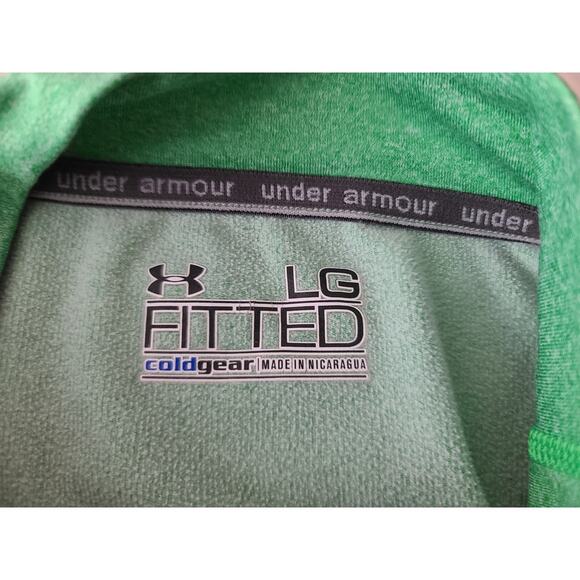 under armour under armour under
LG
FITTED
coldgear | MADE IN NICARAGUA